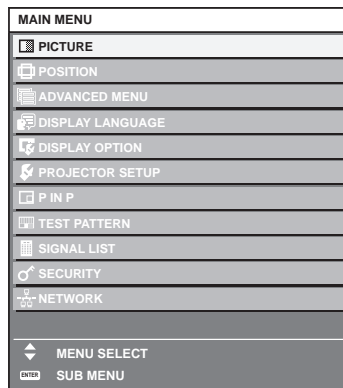 MAIN MENU
PICTURE
POSITION
ADVANCED MENU
DISPLAY LANGUAGE
DISPLAY OPTION
PROJECTOR SETUP
P IN P
TEST PATTERN
SIGNAL LIST
SECURITY
NETWORK
MENU SELECT
ENTER SUB MENU